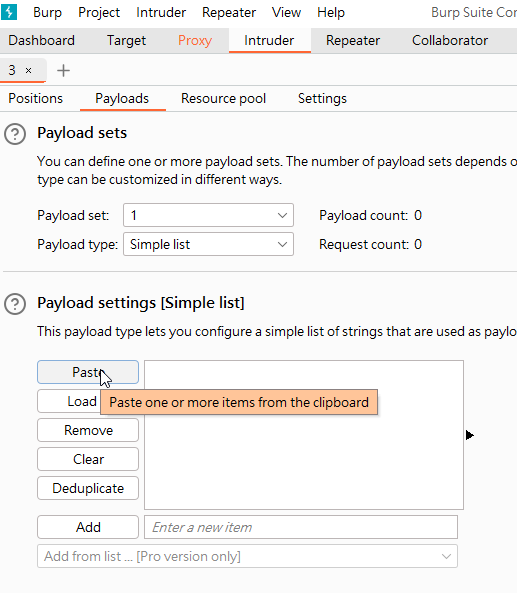 Burp Project Intruder Repeater View Help Burp Suite Con
Dashboard Target Proxy Intruder Repeater Collaborator
3 × +
Positions Payloads Resource pool Settings
? Payload sets
You can define one or more payload sets. The number of payload sets depends o
type can be customized in different ways.
Payload set: 1 Payload count: 0
Payload type: Simple list Request count: 0
? Payload settings [Simple list]
This payload type lets you configure a simple list of strings that are used as paylo
Paste
Load
Paste one or more items from the clipboard
Remove
Clear
Deduplicate
Add Enter a new item
Add from list ... [Pro version only]